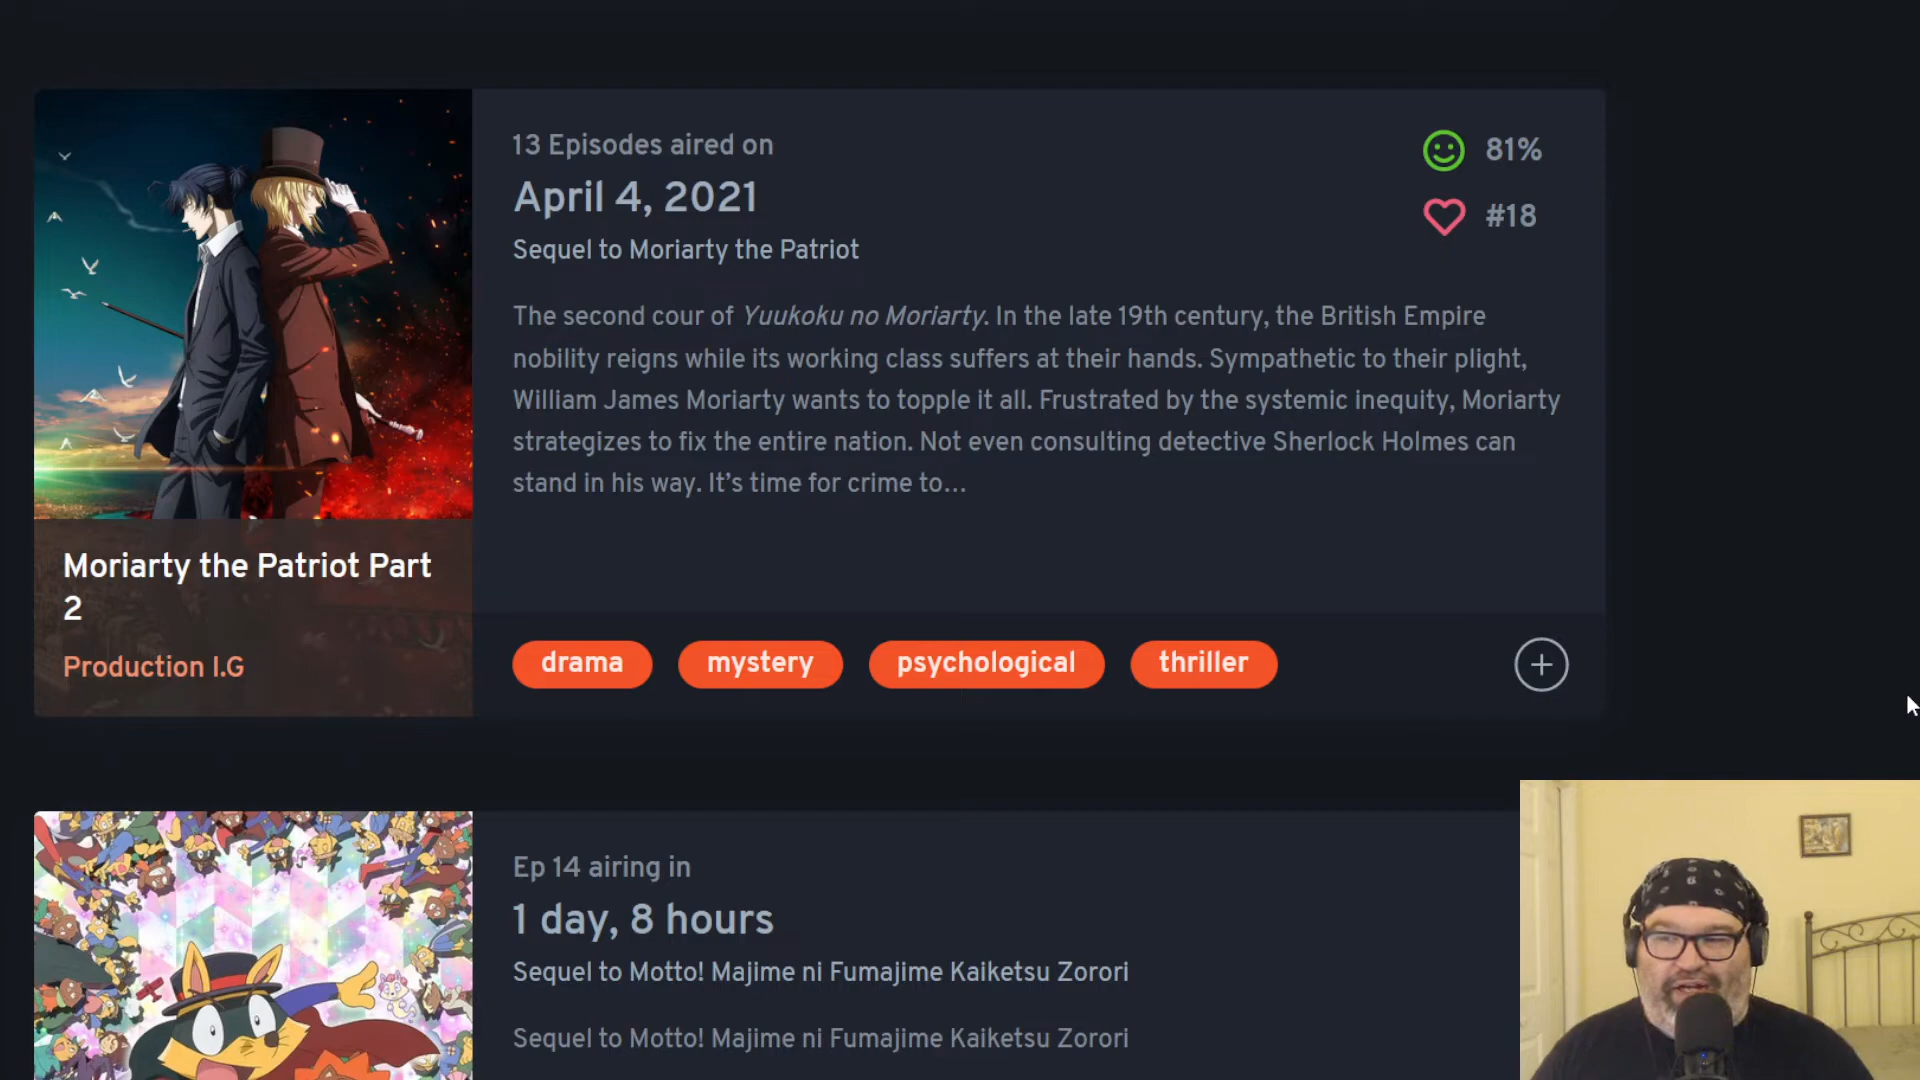 13 Episodes aired on
April 4, 2021
Sequel to Moriarty the Patriot
81%
#18
The second cour of Yuukoku no Moriarty. In the late 19th century, the British Empire
nobility reigns while its working class suffers at their hands. Sympathetic to their plight,
William James Moriarty wants to topple it all. Frustrated by the systemic inequity, Moriarty
strategizes to fix the entire nation. Not even consulting detective Sherlock Holmes can
stand in his way. It’s time for crime to...
Moriarty the Patriot Part
2
Production I.G
drama
mystery
psychological
thriller
Ep 14 airing in
1 day, 8 hours
Sequel to Motto! Majime ni Fumajime Kaiketsu Zorori
Sequel to Motto! Majime ni Fumajime Kaiketsu Zorori